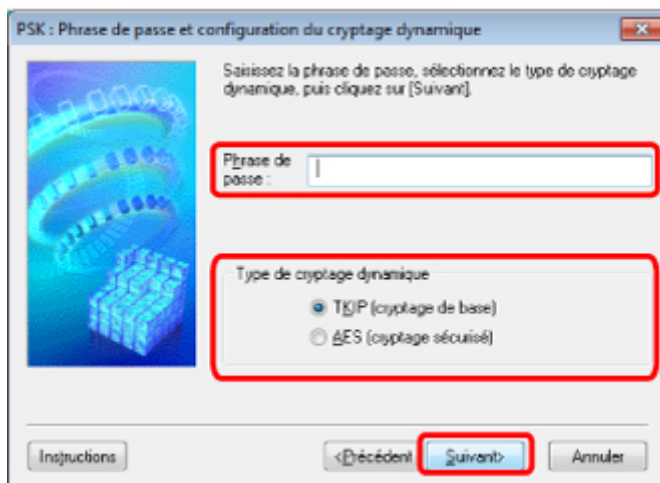 PSK : Phrase de passe et configuration du cryptage dynamique
Saisissez la phrase de passe, sélectionnez le type de cryptage
dynamique, puis cliquez sur [Suivant].
Phrase de
passe :
Type de cryptage dynamique
TKIP (cryptage de base)
AES (cryptage sécurisé)
Instructions
<Précédent
Suivant>
Annuler